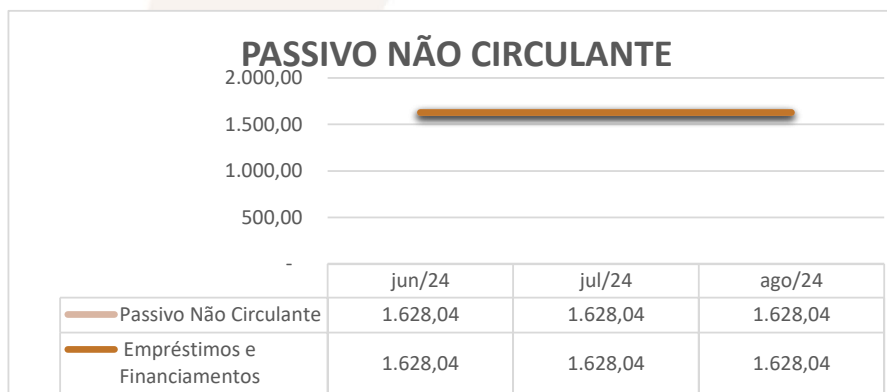 PASSIVO NÃO CIRCULANTE
2.000,00
1.500,00
1.000,00
500,00
-
jun/24 jul/24 ago/24
Passivo Não Circulante 1.628,04 1.628,04 1.628,04
Empréstimos e
Financiamentos 1.628,04 1.628,04 1.628,04